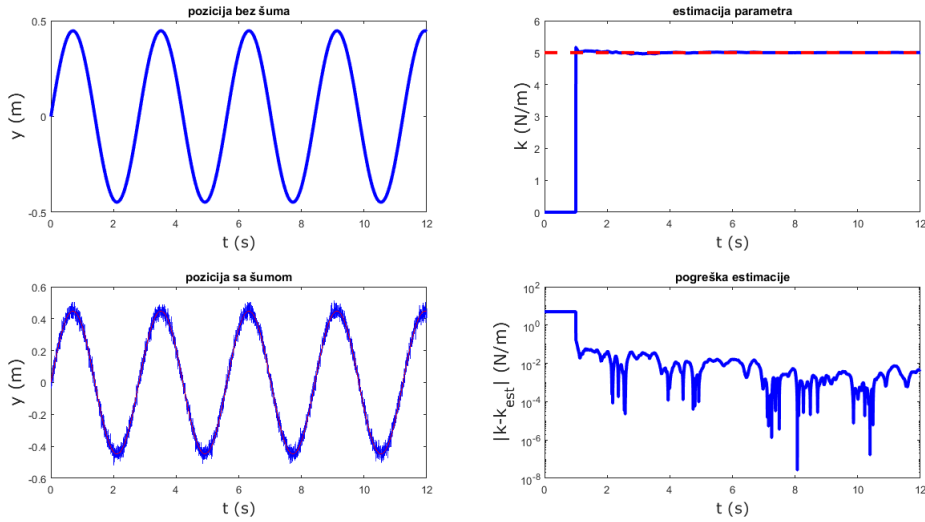 pozicija bez šuma
0.5
0
-0.5
y (m)
0 2 4 6 8 10 12
t (s)
estimacija parametra
6
5
4
3
2
1
0
k (N/m)
0 2 4 6 8 10 12
t (s)
pozicija sa šumom
0.6
0.4
0.2
0
-0.2
-0.4
-0.6
y (m)
0 2 4 6 8 10 12
t (s)
pogreška estimacije
10^2
10^0
10^-2
10^-4
10^-6
10^-8
|k-k_est| (N/m)
0 2 4 6 8 10 12
t (s)